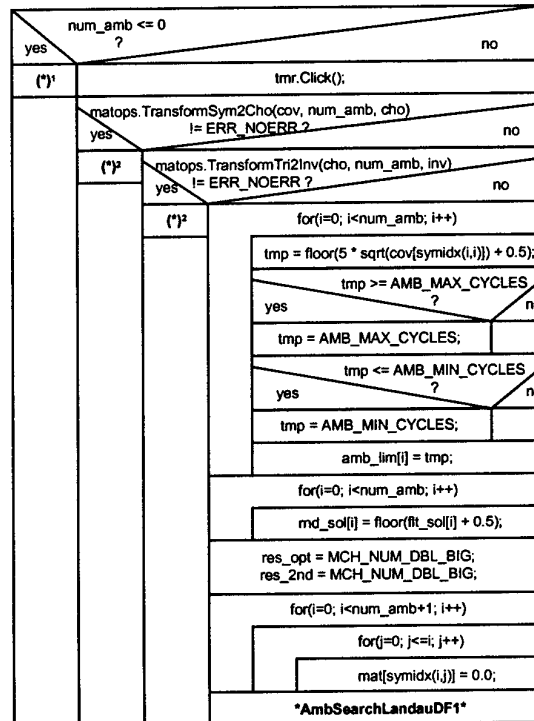 num_amb <= 0
?
yes
no
(*)¹
tmr.Click();
matops.TransformSym2Cho(cov, num_amb, cho)
!= ERR_NOERR ?
yes
no
(*)²
matops.TransformTri2Inv(cho, num_amb, inv)
!= ERR_NOERR ?
yes
no
(*)²
for(i=0; i<num_amb; i++)
tmp = floor(5 * sqrt(cov[symidx(i,i)]) + 0.5);
tmp >= AMB_MAX_CYCLES
?
yes
n
tmp = AMB_MAX_CYCLES;
tmp <= AMB_MIN_CYCLES
?
yes
n
tmp = AMB_MIN_CYCLES;
amb_lim[i] = tmp;
for(i=0; i<num_amb; i++)
rnd_sol[i] = floor(flt_sol[i] + 0.5);
res_opt = MCH_NUM_DBL_BIG;
res_2nd = MCH_NUM_DBL_BIG;
for(i=0; i<num_amb+1; i++)
for(j=0; j<=i; j++)
mat[symidx(i,j)] = 0.0;
*AmbSearchLandauDF1*